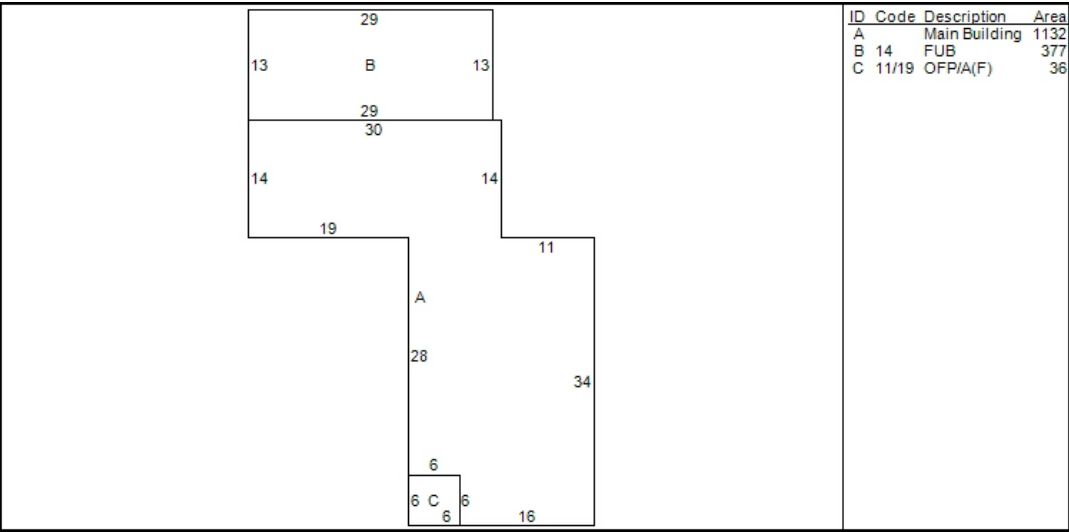 29
13 B 13
29
30
14 14
19
11
A
28
34
6
6 C 6
6 16
ID Code Description Area
A Main Building 1132
B 14 FUB 377
C 11/19 OFP/A(F) 36